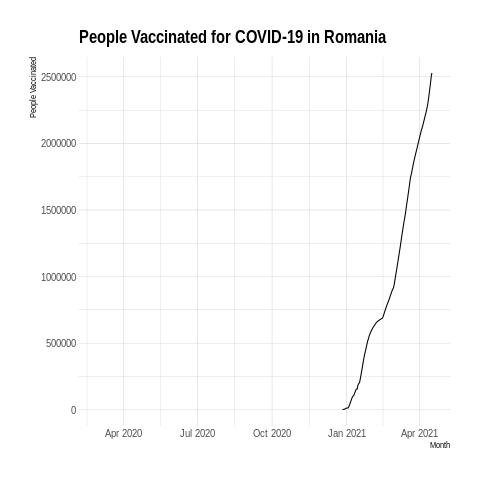 People Vaccinated for COVID-19 in Romania
People Vaccinated
2500000
2000000
1500000
1000000
500000
0
Apr 2020 Jul 2020 Oct 2020 Jan 2021 Apr 2021
Month